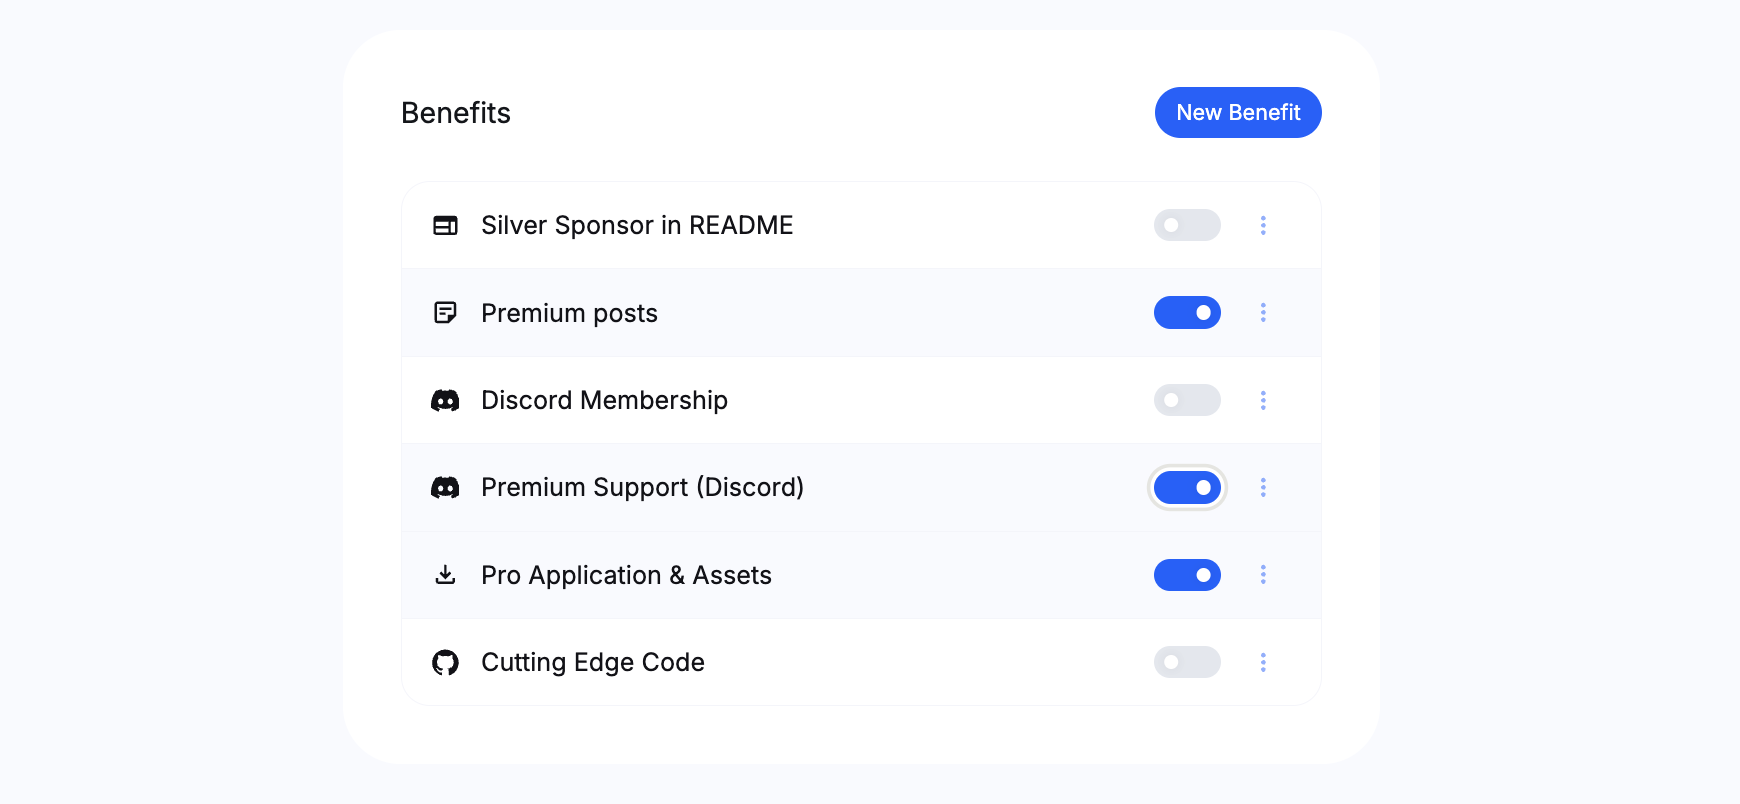 Benefits
New Benefit
Silver Sponsor in README
Premium posts
Discord Membership
Premium Support (Discord)
Pro Application & Assets
Cutting Edge Code